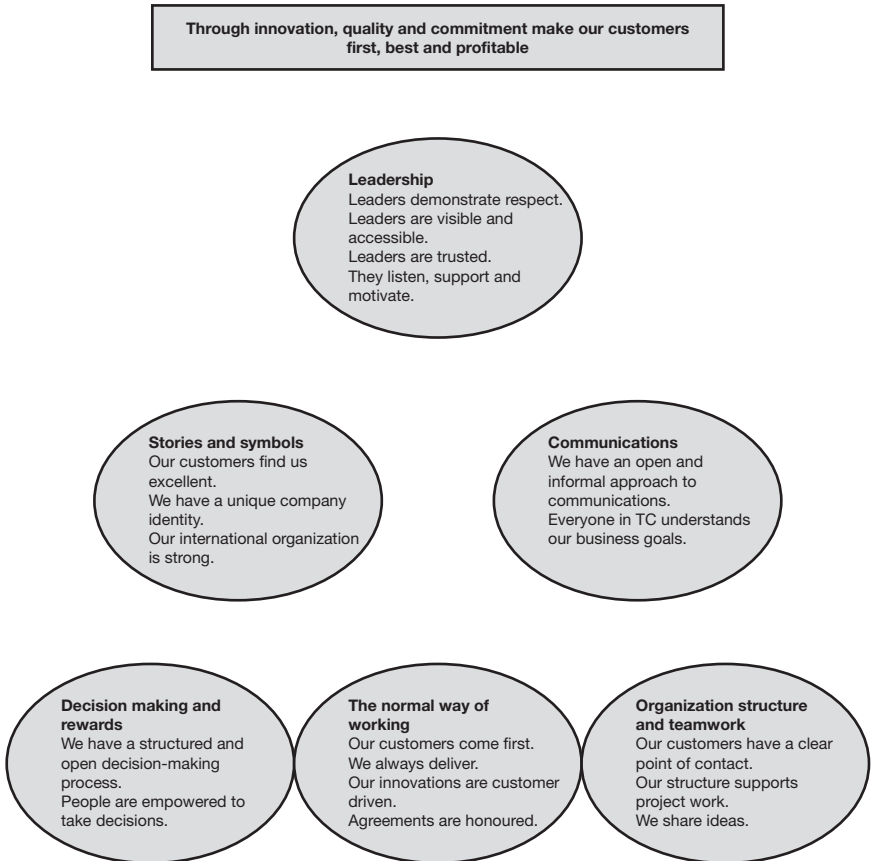 Through innovation, quality and commitment make our customers
first, best and profitable
Leadership
Leaders demonstrate respect.
Leaders are visible and
accessible.
Leaders are trusted.
They listen, support and
motivate.
Stories and symbols
Our customers find us
excellent.
We have a unique company
identity.
Our international organization
is strong.
Communications
We have an open and
informal approach to
communications.
Everyone in TC understands
our business goals.
Decision making and
rewards
We have a structured and
open decision-making
process.
People are empowered to
take decisions.
The normal way of
working
Our customers come first.
We always deliver.
Our innovations are customer
driven.
Agreements are honoured.
Organization structure
and teamwork
Our customers have a clear
point of contact.
Our structure supports
project work.
We share ideas.